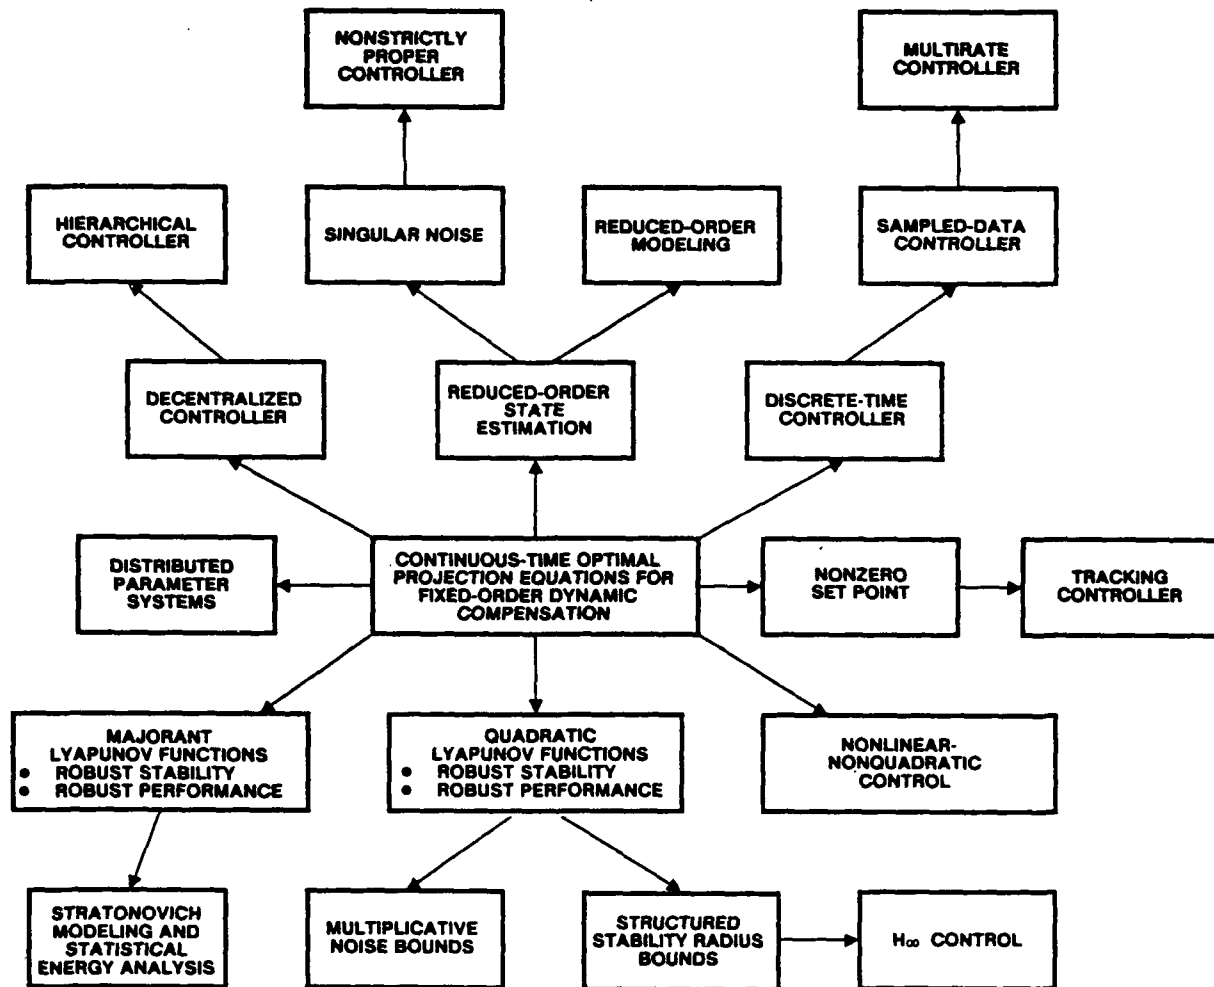 NONSTRICTLY
PROPER
CONTROLLER
MULTIRATE
CONTROLLER
HIERARCHICAL
CONTROLLER
SINGULAR NOISE
REDUCED-ORDER
MODELING
SAMPLED-DATA
CONTROLLER
DECENTRALIZED
CONTROLLER
REDUCED-ORDER
STATE
ESTIMATION
DISCRETE-TIME
CONTROLLER
DISTRIBUTED
PARAMETER
SYSTEMS
CONTINUOUS-TIME OPTIMAL
PROJECTION EQUATIONS FOR
FIXED-ORDER DYNAMIC
COMPENSATION
NONZERO
SET POINT
TRACKING
CONTROLLER
MAJORANT
LYAPUNOV FUNCTIONS
• ROBUST STABILITY
• ROBUST PERFORMANCE
QUADRATIC
LYAPUNOV FUNCTIONS
• ROBUST STABILITY
• ROBUST PERFORMANCE
NONLINEAR-
NONQUADRATIC
CONTROL
STRATONOVICH
MODELING AND
STATISTICAL
ENERGY ANALYSIS
MULTIPLICATIVE
NOISE BOUNDS
STRUCTURED
STABILITY RADIUS
BOUNDS
H∞ CONTROL